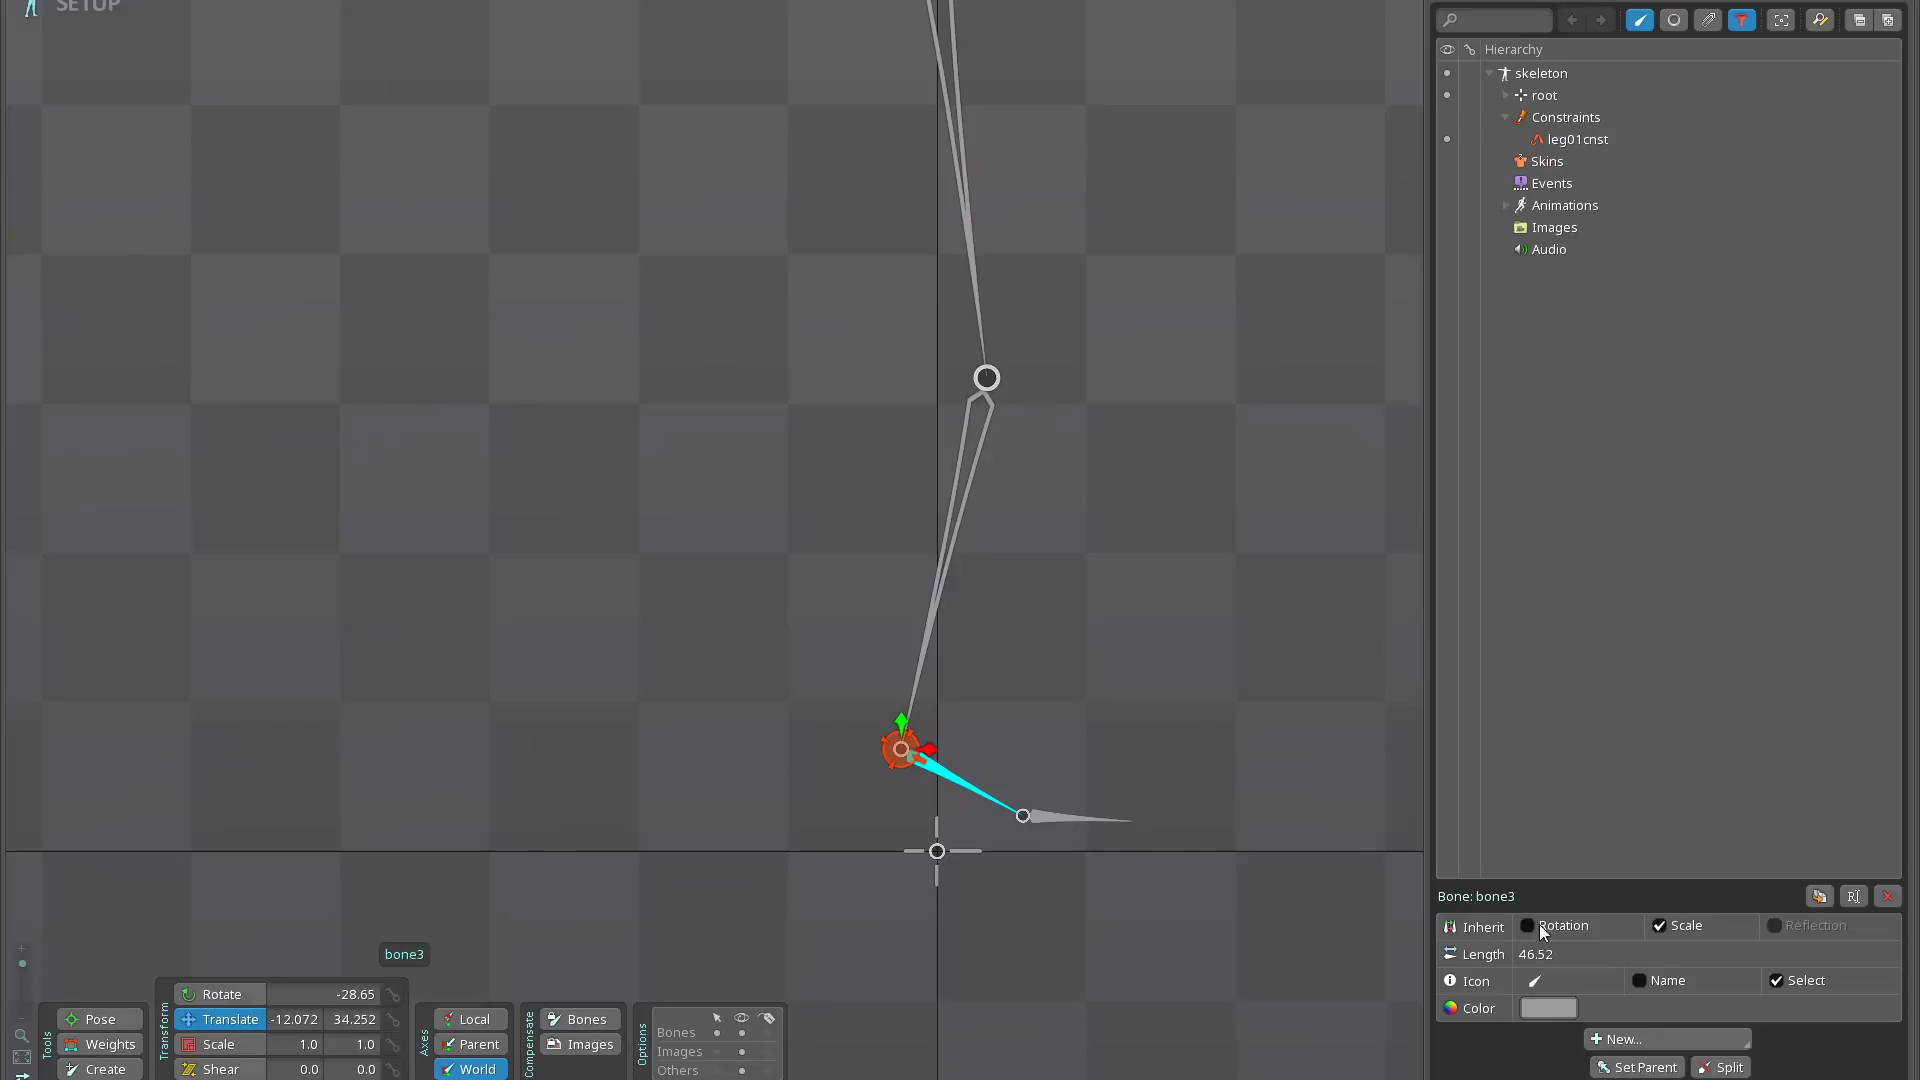 SETUP
Hierarchy
skeleton
root
Constraints
leg01cnst
Skins
Events
Animations
Images
Audio
Bone: bone3
Inherit Rotation Scale Reflection
Length 46.52
Icon Name Select
Color
New...
Set Parent Split
bone3
Tools
Pose
Weights
Create
Transform
Rotate -28.65
Translate -12.072 34.252
Scale 1.0 1.0
Shear 0.0 0.0
Axes
Local
Parent
World
Compensate
Bones
Images
Options
Bones
Images
Others